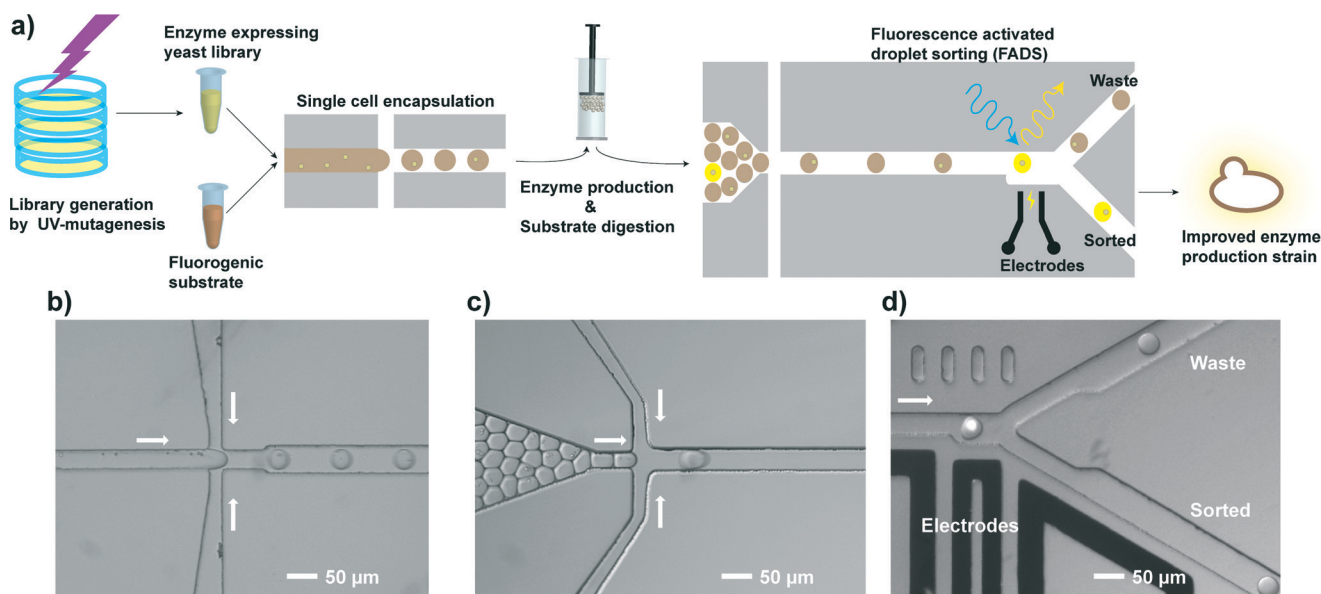 a)
Enzyme expressing
yeast library
Library generation
by UV-mutagenesis
Fluorogenic
substrate
Single cell encapsulation
Enzyme production
&
Substrate digestion
Fluorescence activated
droplet sorting (FADS)
Waste
Sorted
Electrodes
Improved enzyme
production strain
b)
50 µm
c)
50 µm
d)
Waste
Sorted
Electrodes
50 µm